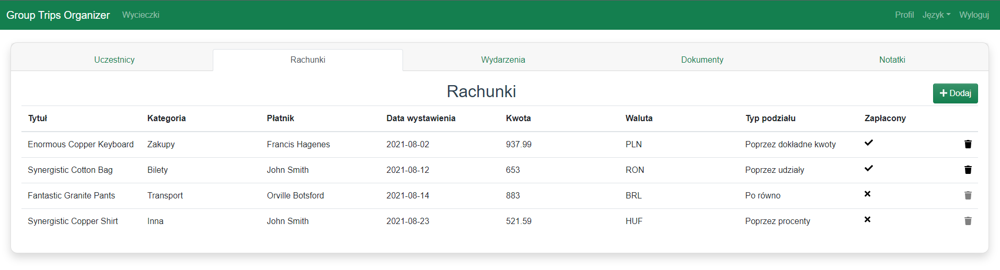 Group Trips Organizer Wycieczki Profil Język Wyloguj
Uczestnicy Rachunki Wydarzenia Dokumenty Notatki
Rachunki
Dodaj
Tytuł Kategoria Płatnik Data wystawienia Kwota Waluta Typ podziału Zapłacony
Enormous Copper Keyboard Zakupy Francis Hagenes 2021-08-02 937.99 PLN Poprzez dokładne kwoty
Synergistic Cotton Bag Bilety John Smith 2021-08-12 653 RON Poprzez udziały
Fantastic Granite Pants Transport Orville Botsford 2021-08-14 883 BRL Po równo
Synergistic Copper Shirt Inna John Smith 2021-08-23 521.59 HUF Poprzez procenty